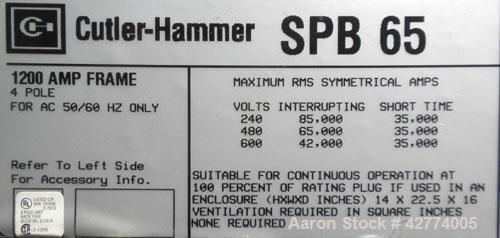 Cutler-Hammer SPB 65
1200 AMP FRAME
4 POLE
FOR AC 50/60 HZ ONLY
MAXIMUM RMS SYMMETRICAL AMPS
VOLTS INTERRUPTING SHORT TIME
240 85.000 35.000
480 65.000 35.000
600 42.000 35.000
Refer To Left Side
For Accessory Info.
SUITABLE FOR CONTINUOUS OPERATION AT
100 PERCENT OF RATING PLUG IF USED IN AN
ENCLOSURE (HXWXD INCHES) 14 X 22.5 X 16
VENTILATION REQUIRED IN SQUARE INCHES
Aaron Stock # 42774005